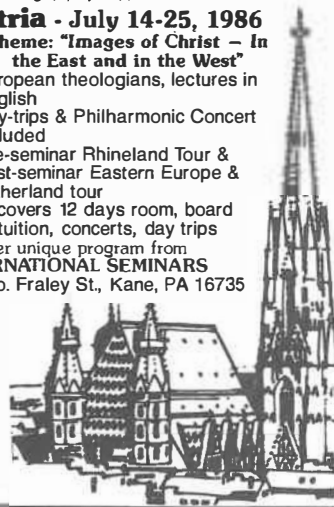 tria - July 14-25, 1986
heme: "Images of Christ – In
the East and in the West"
ropean theologians, lectures in
glish
y-trips & Philharmonic Concert
luded
e-seminar Rhineland Tour &
st-seminar Eastern Europe &
therland tour
covers 12 days room, board
tuition, concerts, day trips
er unique program from
RNATIONAL SEMINARS
o. Fraley St., Kane, PA 16735